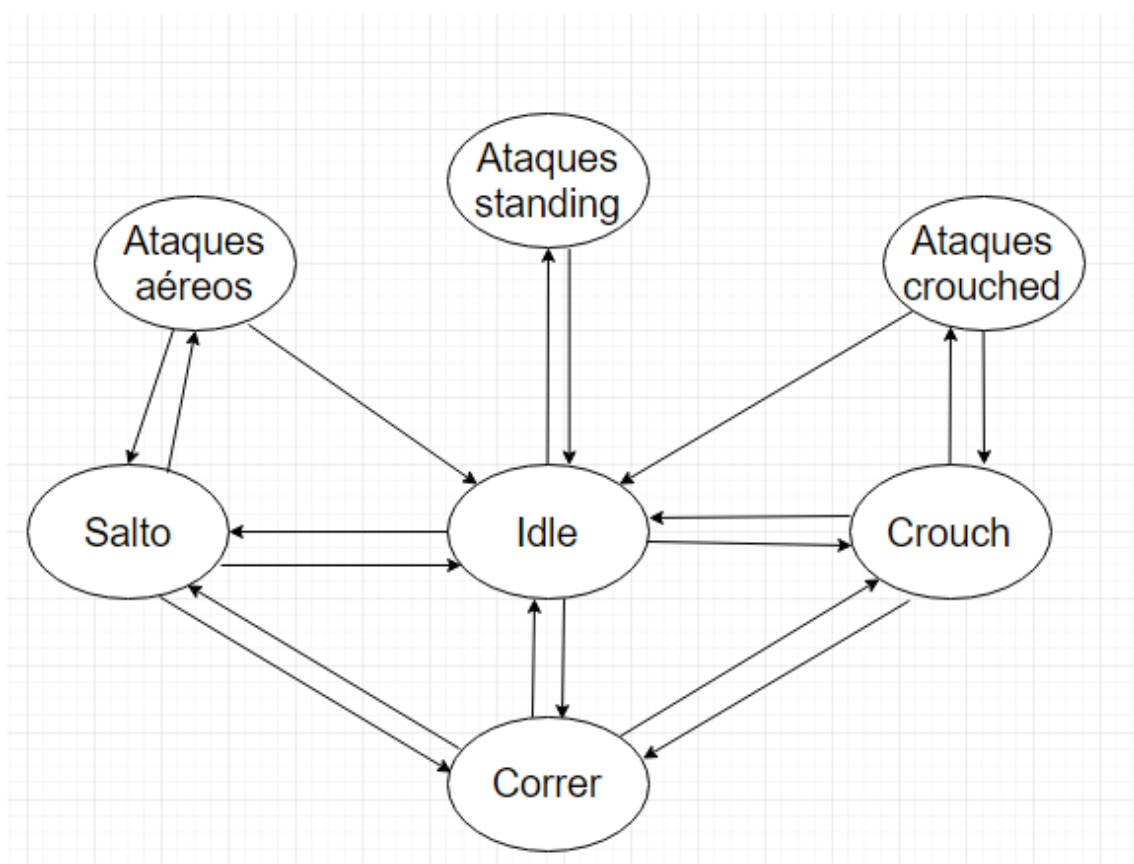 Ataques
standing
Ataques
aéreos
Ataques
crouched
Salto
Idle
Crouch
Correr